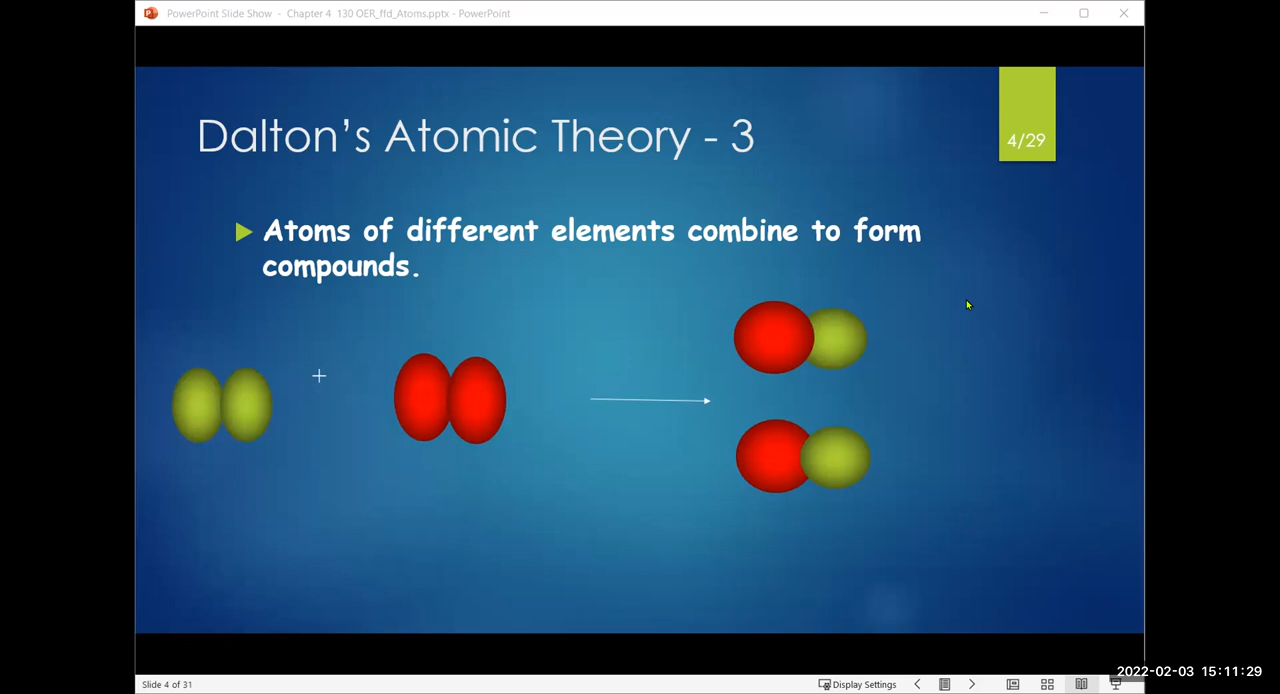 PowerPoint Slide Show - Chapter 4 130 OER_ffd_Atoms.pptx - PowerPoint
Dalton's Atomic Theory - 3
4/29
Atoms of different elements combine to form
compounds.
+
2022-02-03 15:11:29
Slide 4 of 31
Display Settings